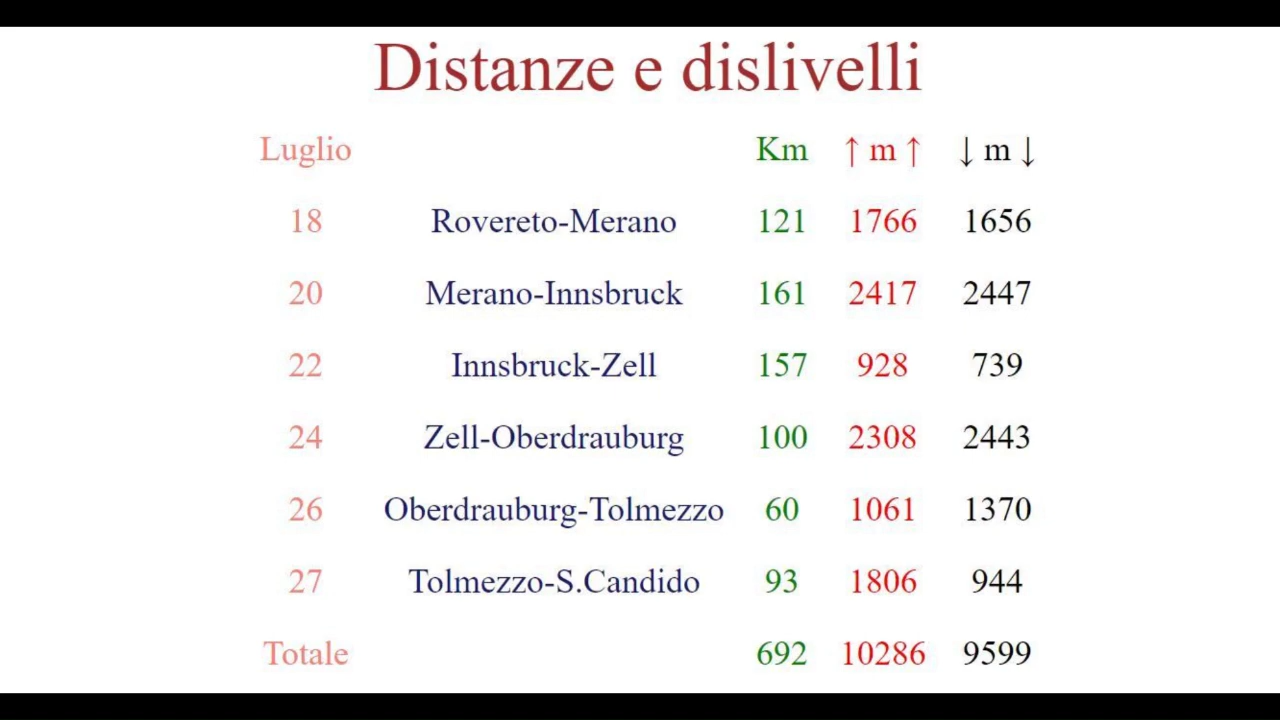 Distanze e dislivelli
Luglio Km ↑ m ↑ ↓ m ↓
18 Rovereto-Merano 121 1766 1656
20 Merano-Innsbruck 161 2417 2447
22 Innsbruck-Zell 157 928 739
24 Zell-Oberdrauburg 100 2308 2443
26 Oberdrauburg-Tolmezzo 60 1061 1370
27 Tolmezzo-S.Candido 93 1806 944
Totale 692 10286 9599